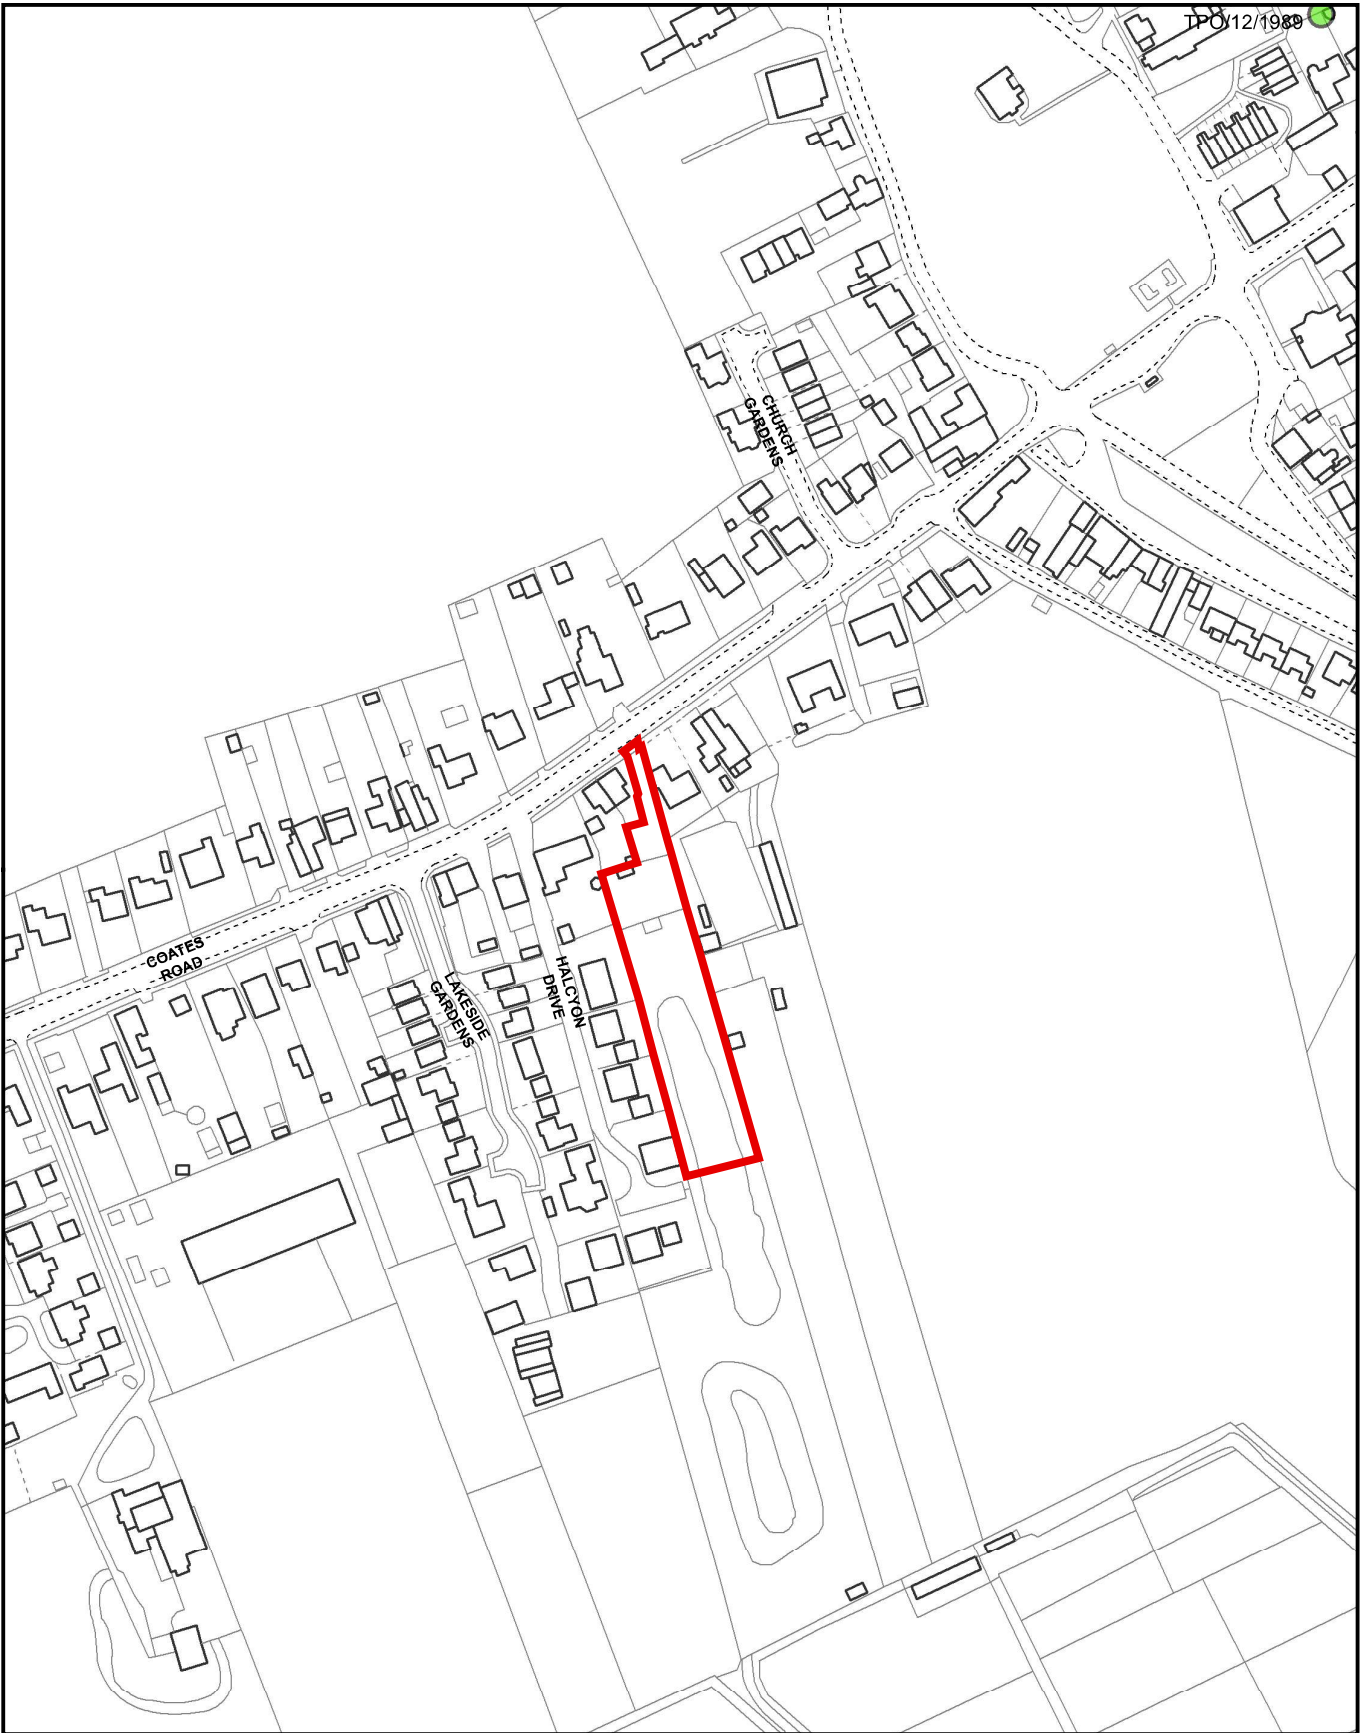 TPO/12/1989
CHURCH
GARDENS
COATES
ROAD
LAKESIDE
GARDENS
HALCYON
DRIVE